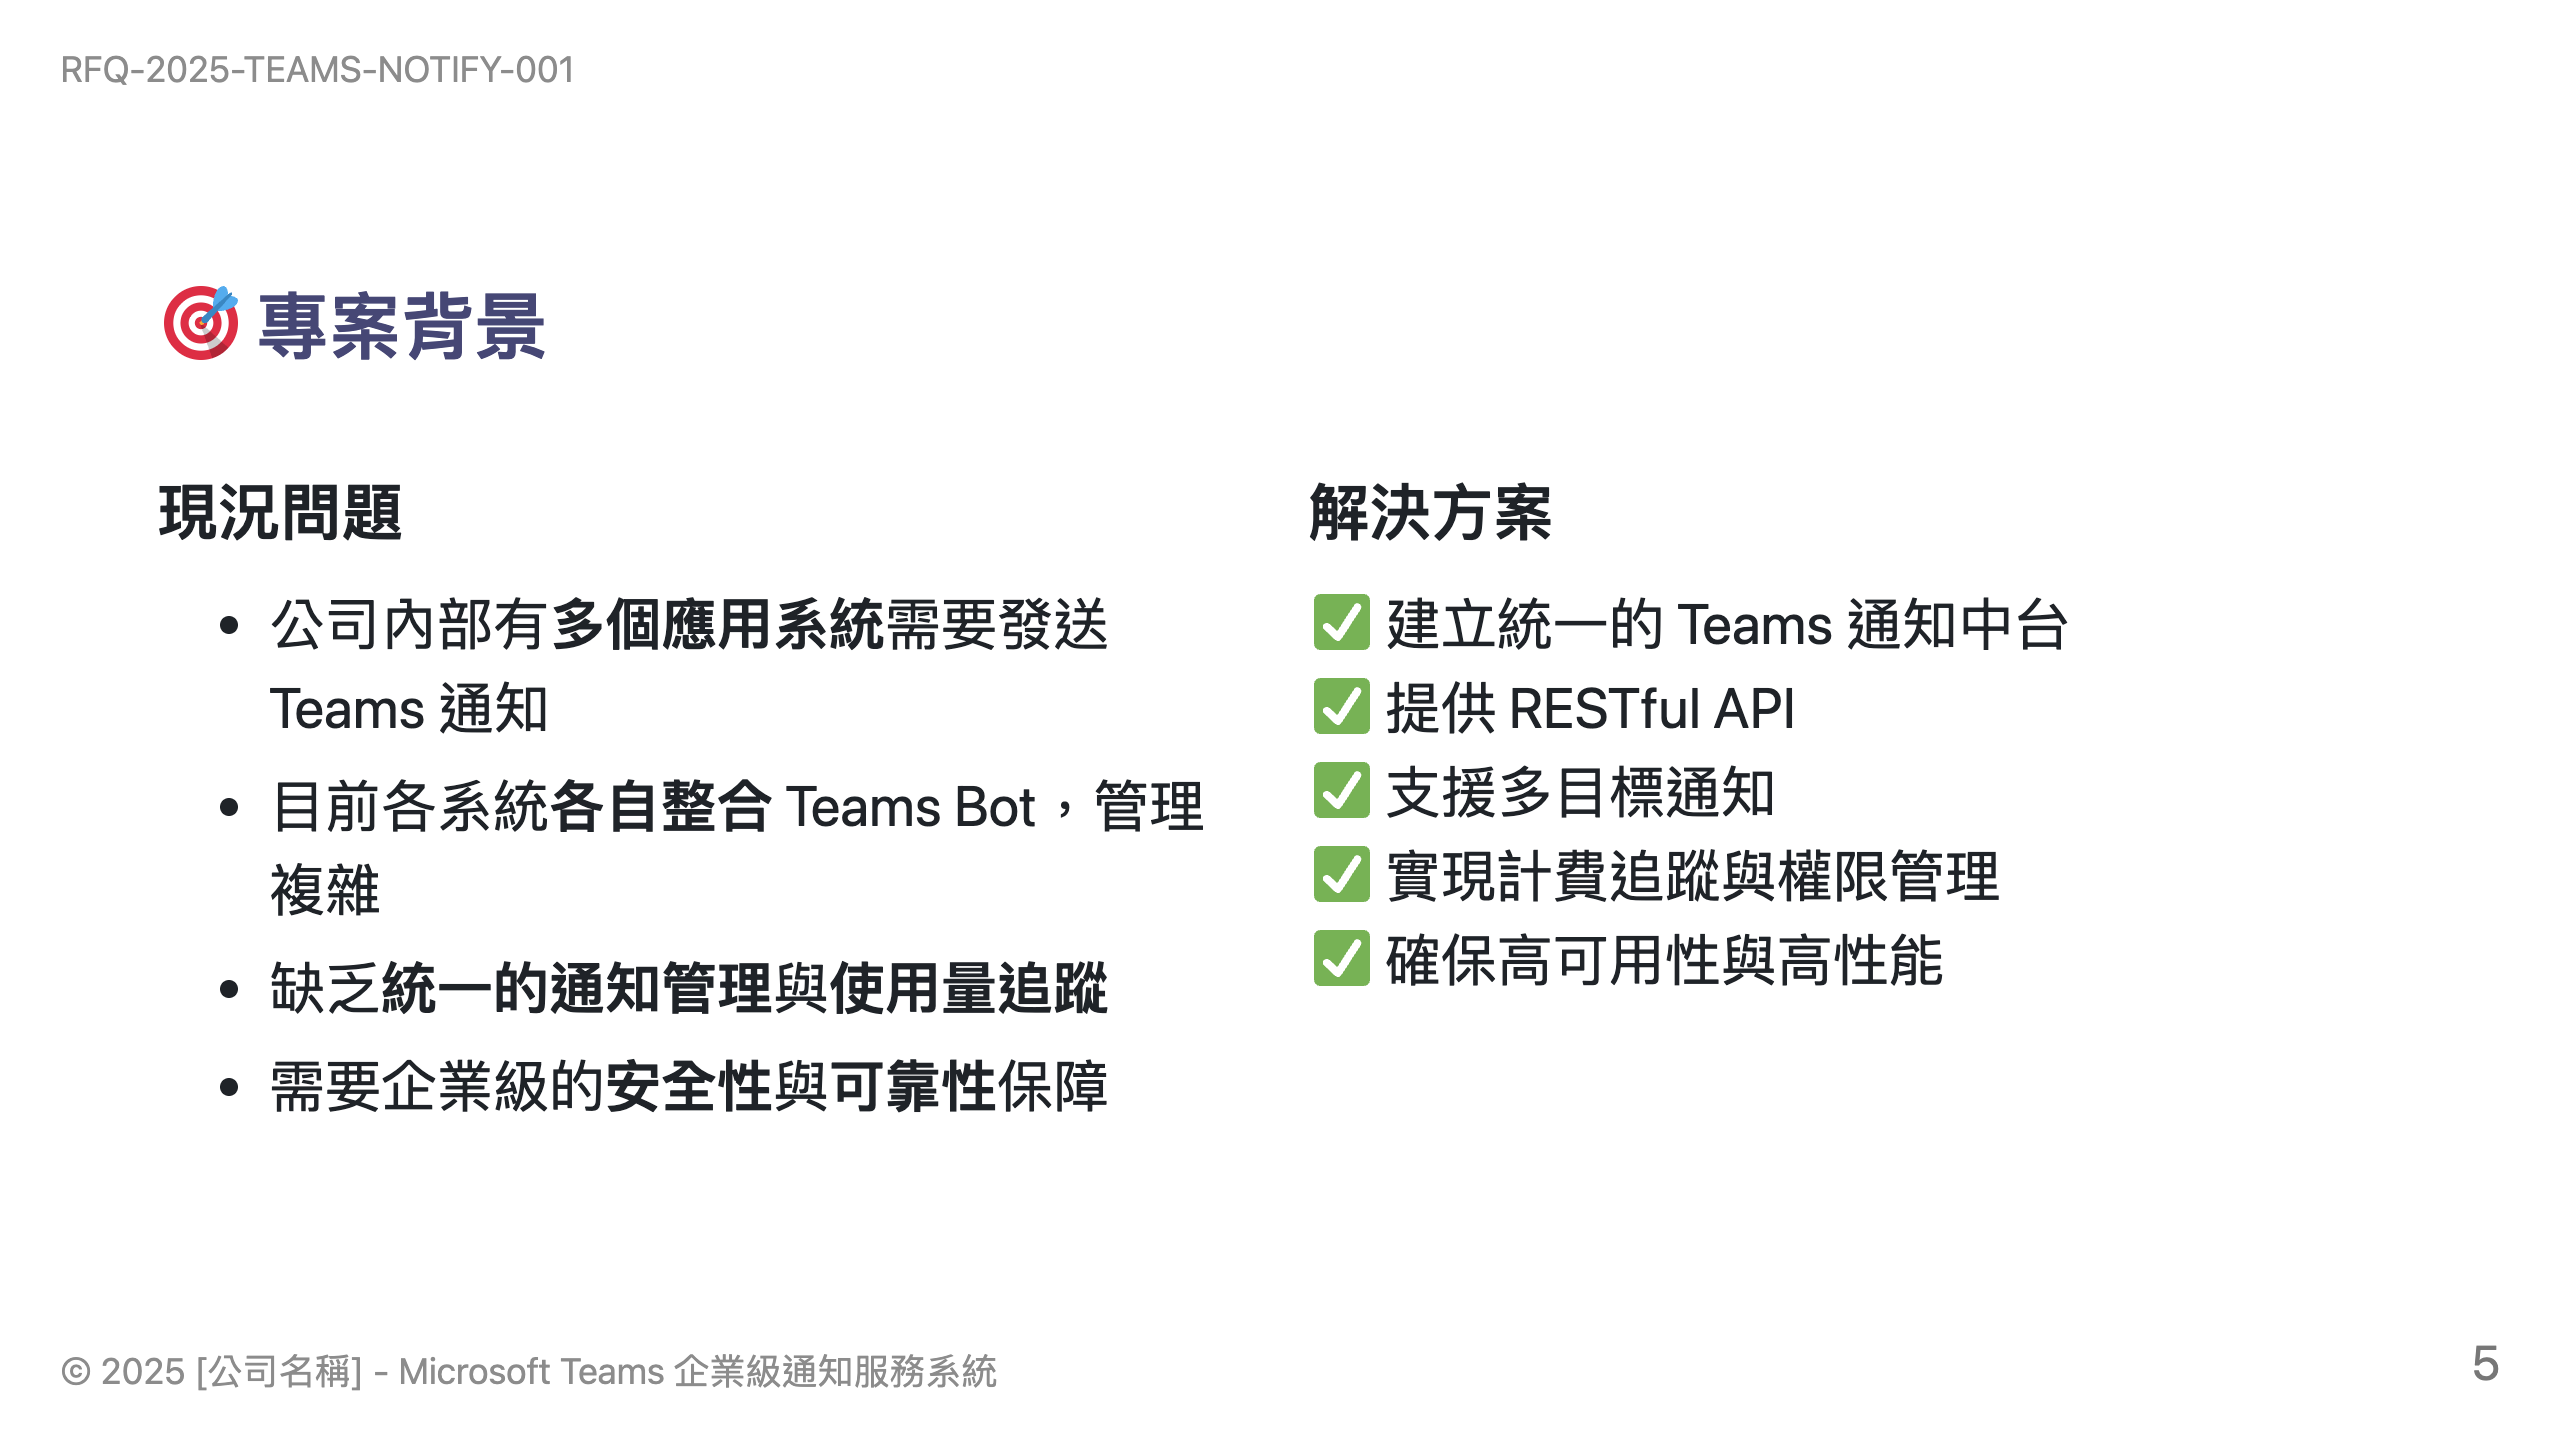 RFQ-2025-TEAMS-NOTIFY-001
🎯 專案背景
現況問題
• 公司內部有多個應用系統需要發送
Teams 通知
• 目前各系統各自整合 Teams Bot，管理
複雜
• 缺乏統一的通知管理與使用量追蹤
• 需要企業級的安全性與可靠性保障
解決方案
✅ 建立統一的 Teams 通知中台
✅ 提供 RESTful API
✅ 支援多目標通知
✅ 實現計費追蹤與權限管理
✅ 確保高可用性與高性能
© 2025 [公司名稱] - Microsoft Teams 企業級通知服務系統
5